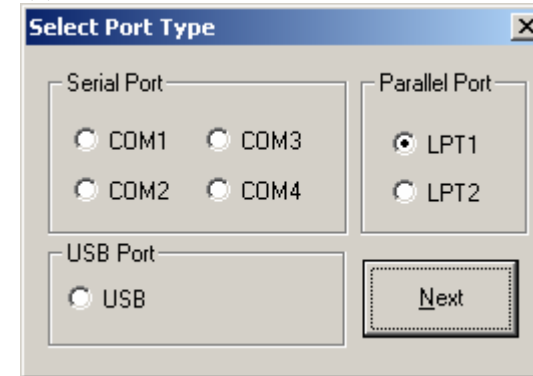 Select Port Type
Serial Port
COM1 COM3
COM2 COM4
Parallel Port
LPT1
LPT2
USB Port
USB
Next